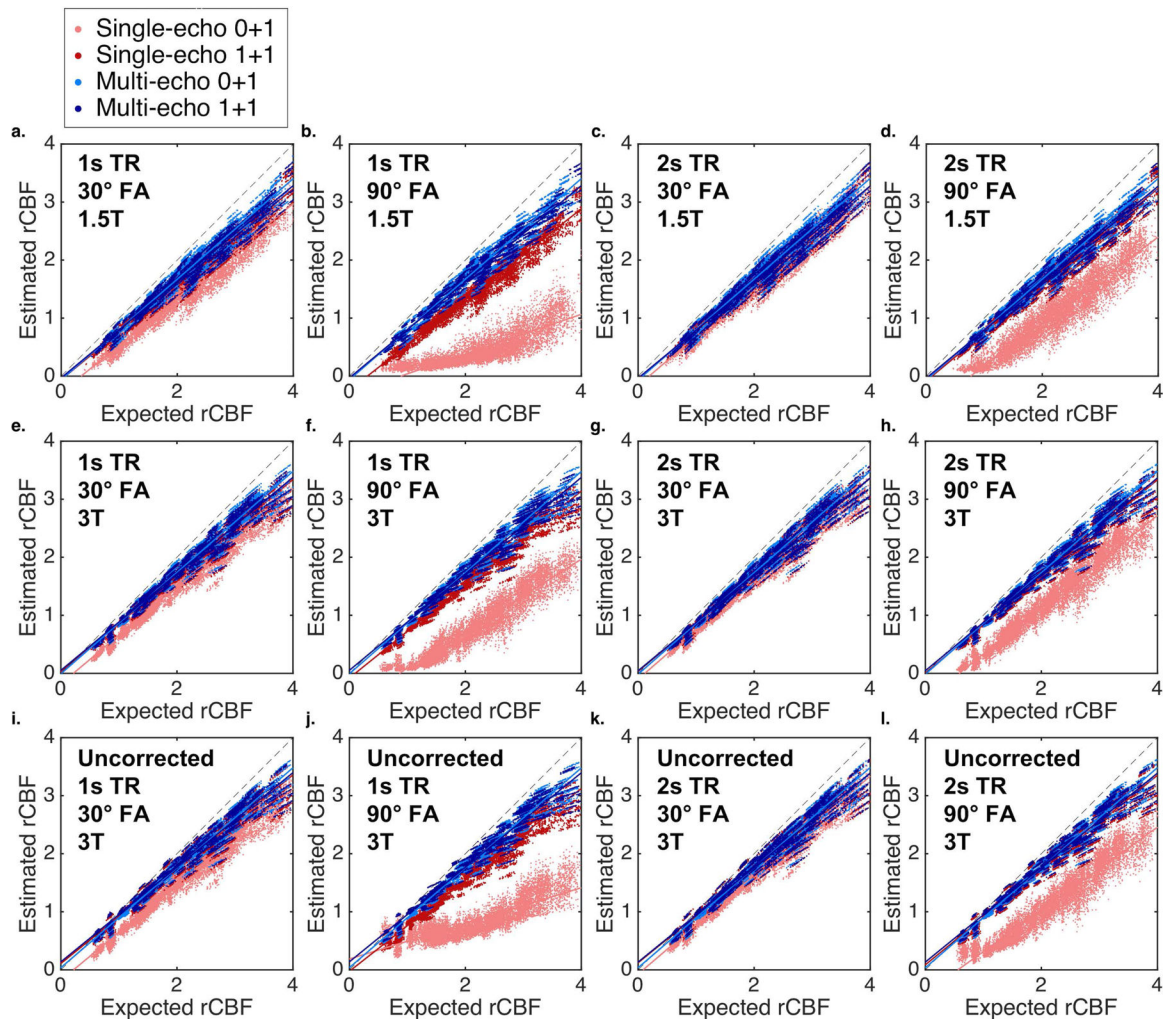 Single-echo 0+1
Single-echo 1+1
Multi-echo 0+1
Multi-echo 1+1
a.
1s TR
30° FA
1.5T
Estimated rCBF
0
1
2
3
4
0 2 4
Expected rCBF
b.
1s TR
90° FA
1.5T
Estimated rCBF
0
1
2
3
4
0 2 4
Expected rCBF
c.
2s TR
30° FA
1.5T
Estimated rCBF
0
1
2
3
4
0 2 4
Expected rCBF
d.
2s TR
90° FA
1.5T
Estimated rCBF
0
1
2
3
4
0 2 4
Expected rCBF
e.
1s TR
30° FA
3T
Estimated rCBF
0
1
2
3
4
0 2 4
Expected rCBF
f.
1s TR
90° FA
3T
Estimated rCBF
0
1
2
3
4
0 2 4
Expected rCBF
g.
2s TR
30° FA
3T
Estimated rCBF
0
1
2
3
4
0 2 4
Expected rCBF
h.
2s TR
90° FA
3T
Estimated rCBF
0
1
2
3
4
0 2 4
Expected rCBF
i.
Uncorrected
1s TR
30° FA
3T
Estimated rCBF
0
1
2
3
4
0 2 4
Expected rCBF
j.
Uncorrected
1s TR
90° FA
3T
Estimated rCBF
0
1
2
3
4
0 2 4
Expected rCBF
k.
Uncorrected
2s TR
30° FA
3T
Estimated rCBF
0
1
2
3
4
0 2 4
Expected rCBF
l.
Uncorrected
2s TR
90° FA
3T
Estimated rCBF
0
1
2
3
4
0 2 4
Expected rCBF